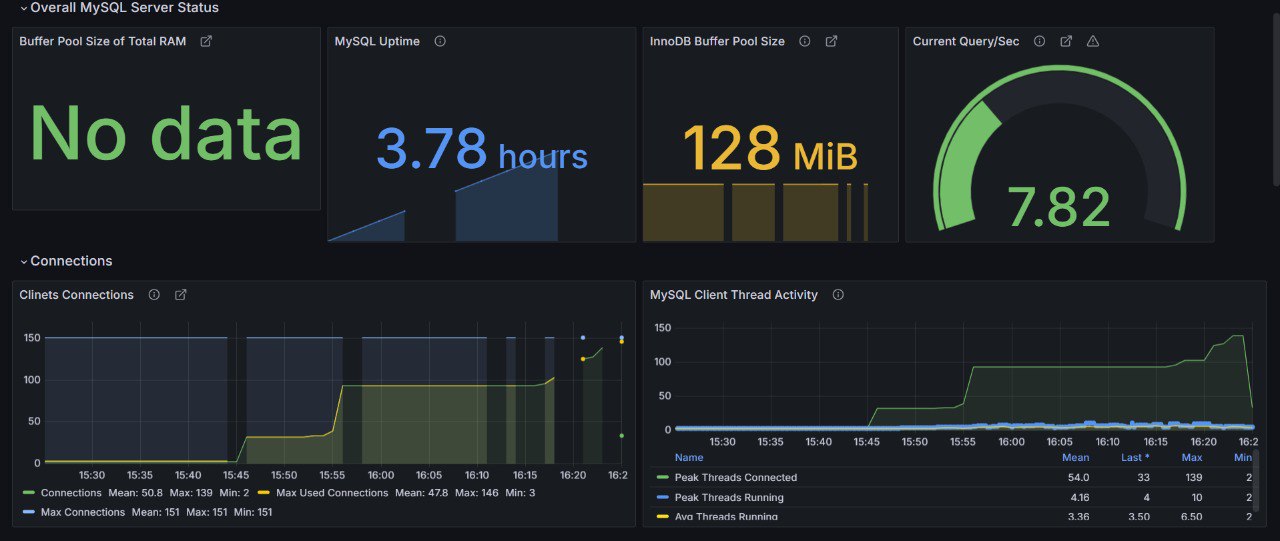 Overall MySQL Server Status
Buffer Pool Size of Total RAM
MySQL Uptime
InnoDB Buffer Pool Size
Current Query/Sec
No data
3.78 hours
128 MiB
7.82
Connections
Clinets Connections
MySQL Client Thread Activity
150
100
50
0
15:30 15:35 15:40 15:45 15:50 15:55 16:00 16:05 16:10 16:15 16:20 16:2
Connections Mean: 50.8 Max: 139 Min: 2 Max Used Connections Mean: 47.8 Max: 146 Min: 3
Max Connections Mean: 151 Max: 151 Min: 151
150
100
50
0
15:30 15:35 15:40 15:45 15:50 15:55 16:00 16:05 16:10 16:15 16:20 16:2
Name Mean Last * Max Min
Peak Threads Connected 54.0 33 139 2
Peak Threads Running 4.16 4 10 2
Avg Threads Running 3.36 3.50 6.50 2